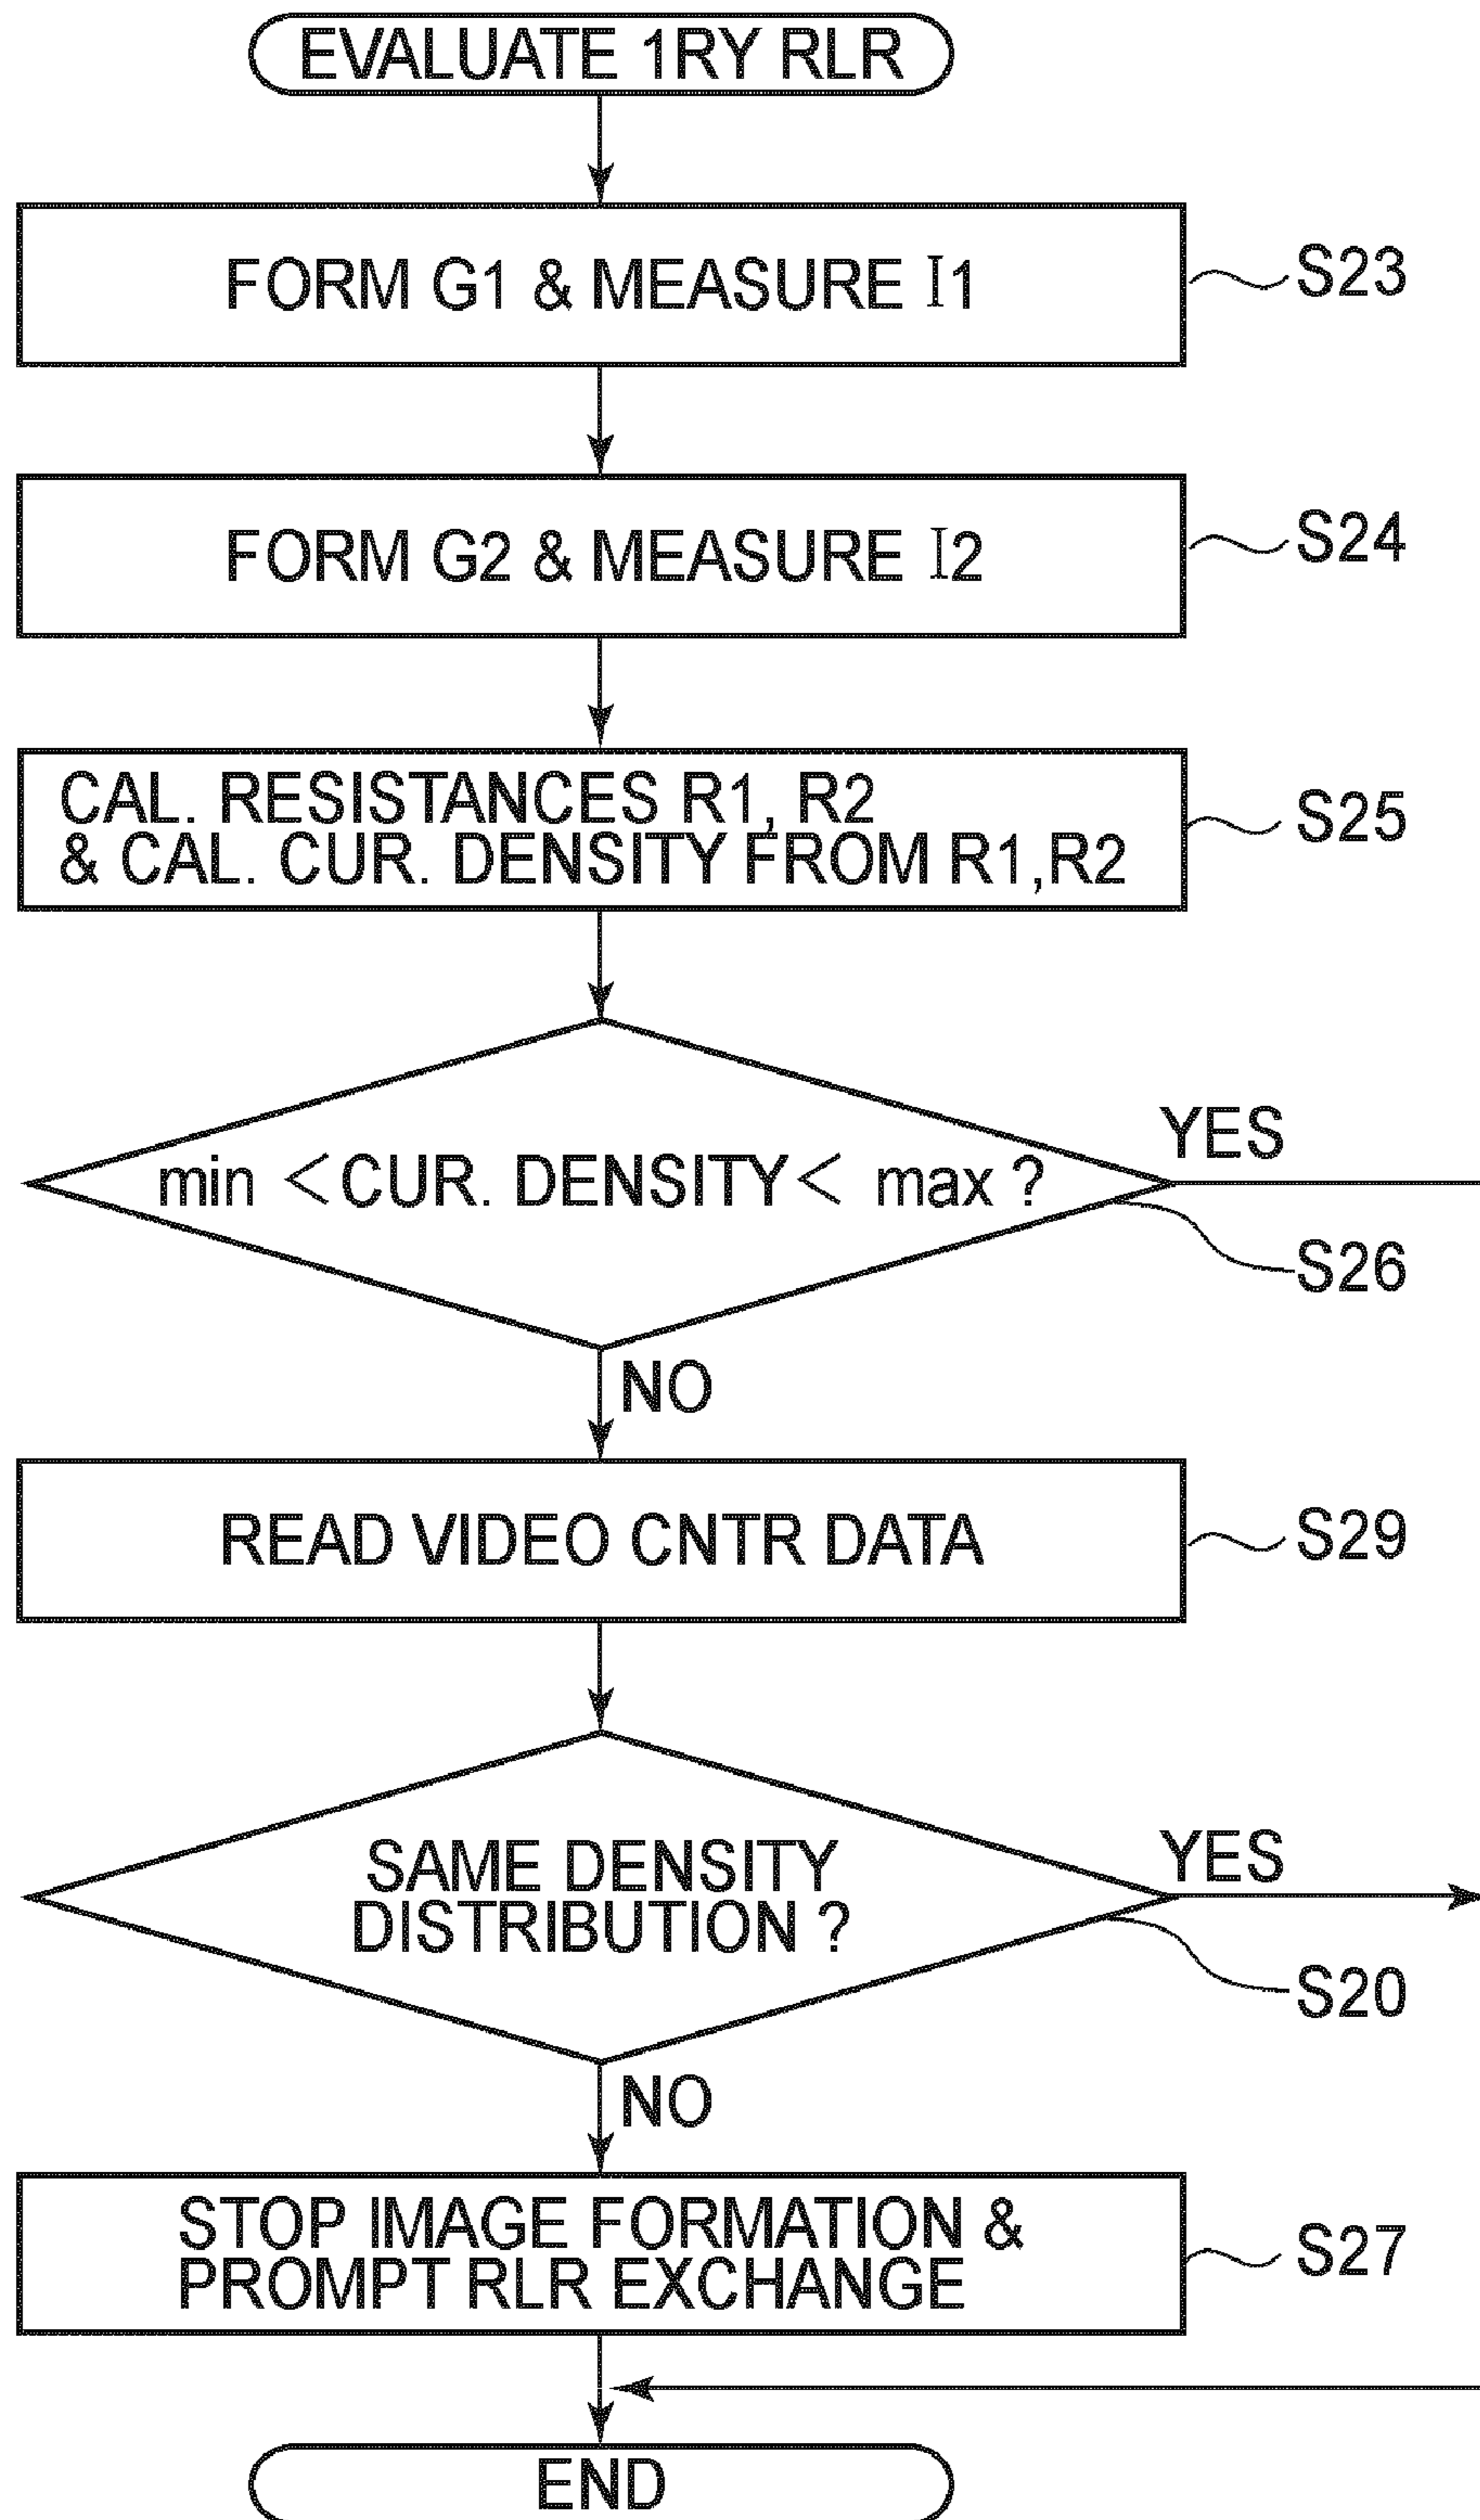 EVALUATE 1RY RLR
FORM G1 & MEASURE I1
S23
FORM G2 & MEASURE I2
S24
CAL. RESISTANCES R1, R2
& CAL. CUR. DENSITY FROM R1,R2
S25
YES
min <CUR. DENSITY< max ?
S26
NO
READ VIDEO CNTR DATA
S29
YES
SAME DENSITY
DISTRIBUTION ?
S20
NO
STOP IMAGE FORMATION &
PROMPT RLR EXCHANGE
S27
END